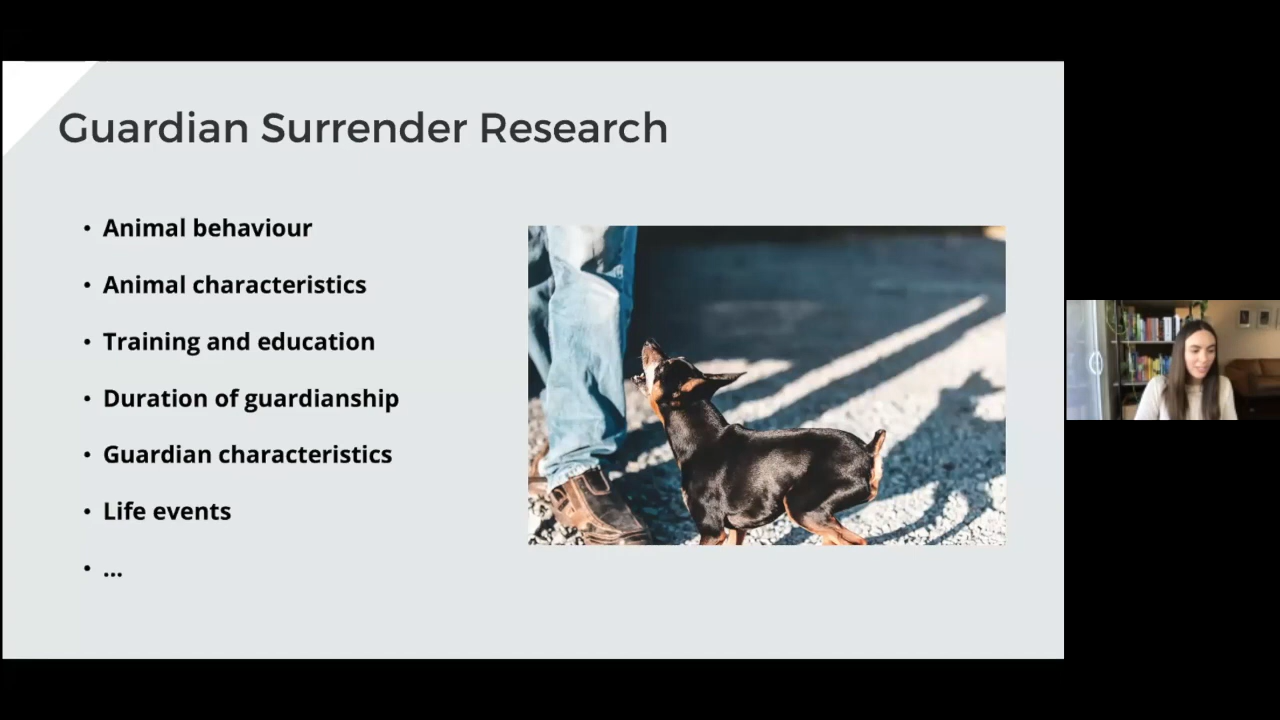 Guardian Surrender Research
• Animal behaviour
• Animal characteristics
• Training and education
• Duration of guardianship
• Guardian characteristics
• Life events
• ...